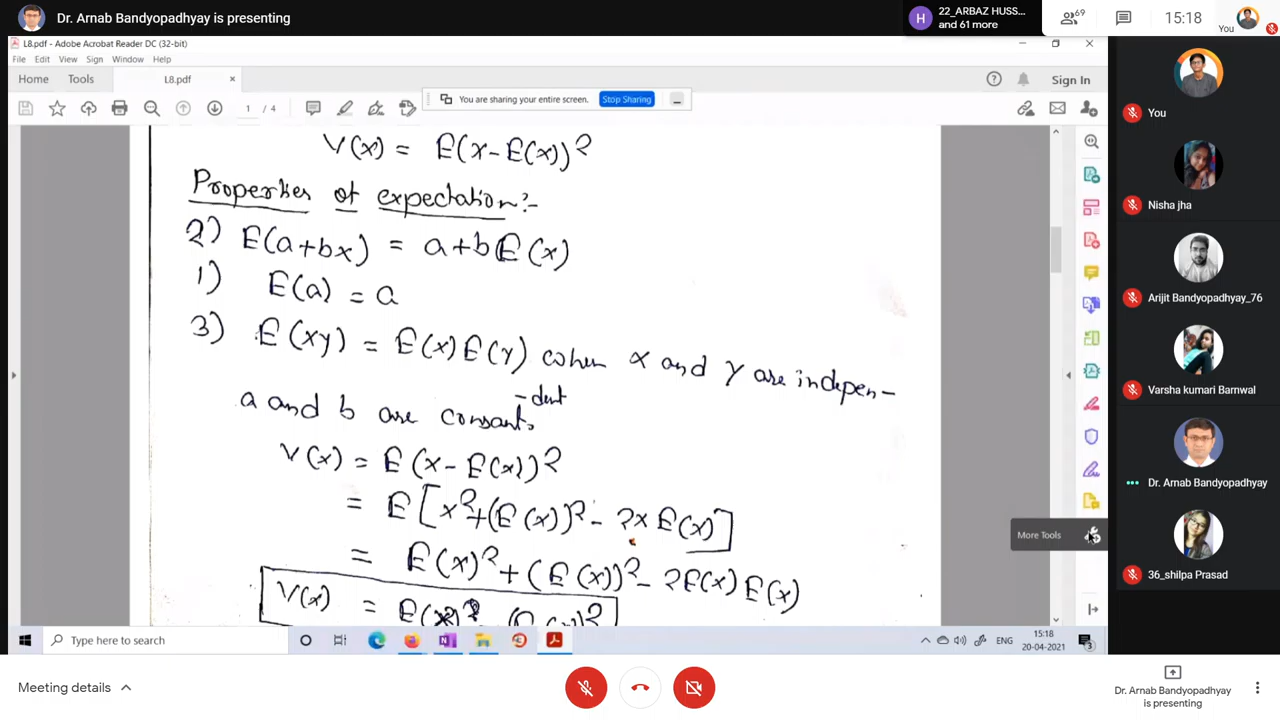 Dr. Arnab Bandyopadhyay is presenting
H
22_ARBAZ HUSS...
and 61 more
69
15:18
You
L8.pdf - Adobe Acrobat Reader DC (32-bit)
File Edit View Sign Window Help
Home Tools L8.pdf × Sign In
1 / 4
You are sharing your entire screen. Stop Sharing
V(x) = E(x-E(x))²
Properties of expectation:-
2) E(a+bx) = a+bE(x)
1) E(a) = a
3) E(xy) = E(x)E(y) when x and y are indepen-
-dent
a and b are consant.
V(x) = E(x-E(x))²
= E[x²+(E(x))²-2xE(x)]
= E(x)²+(E(x))²-2E(x)E(x)
V(x) = E(x)²-(E(x))²
More Tools
You
Nisha jha
Arijit Bandyopadhyay_76
Varsha kumari Barnwal
Dr. Arnab Bandyopadhyay
36_shilpa Prasad
Type here to search
ENG
15:18
20-04-2021
3
Meeting details
Dr. Arnab Bandyopadhyay
is presenting